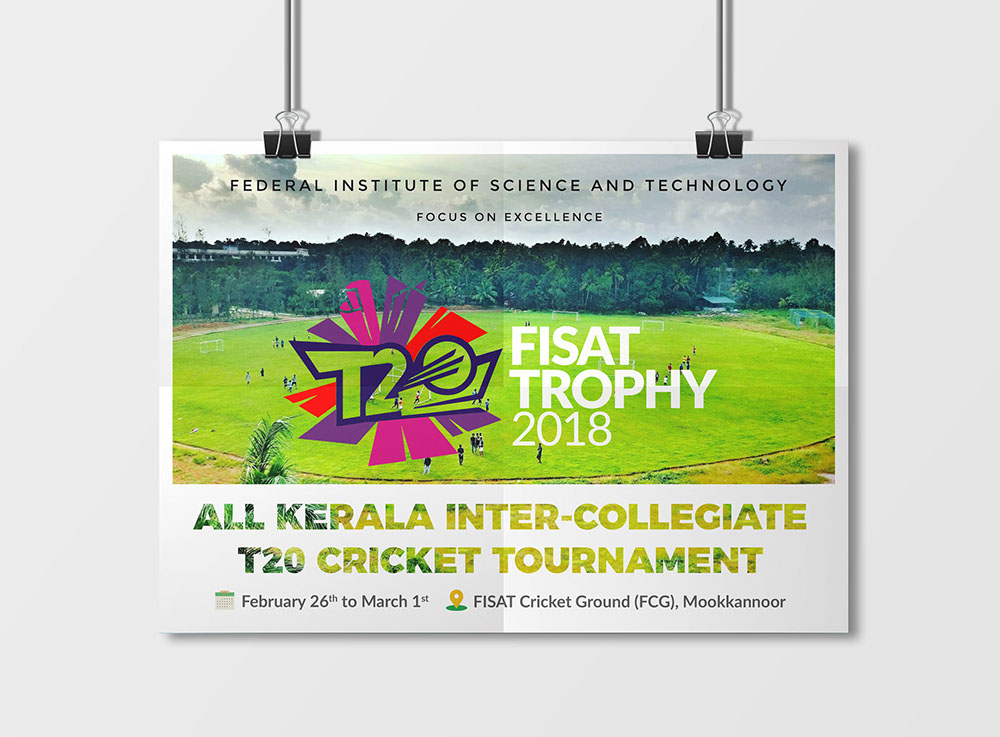 FEDERAL INSTITUTE OF SCIENCE AND TECHNOLOGY
FOCUS ON EXCELLENCE
T20
FISAT
TROPHY
2018
ALL KERALA INTER-COLLEGIATE
T20 CRICKET TOURNAMENT
February 26th to March 1st FISAT Cricket Ground (FCG), Mookkannoor